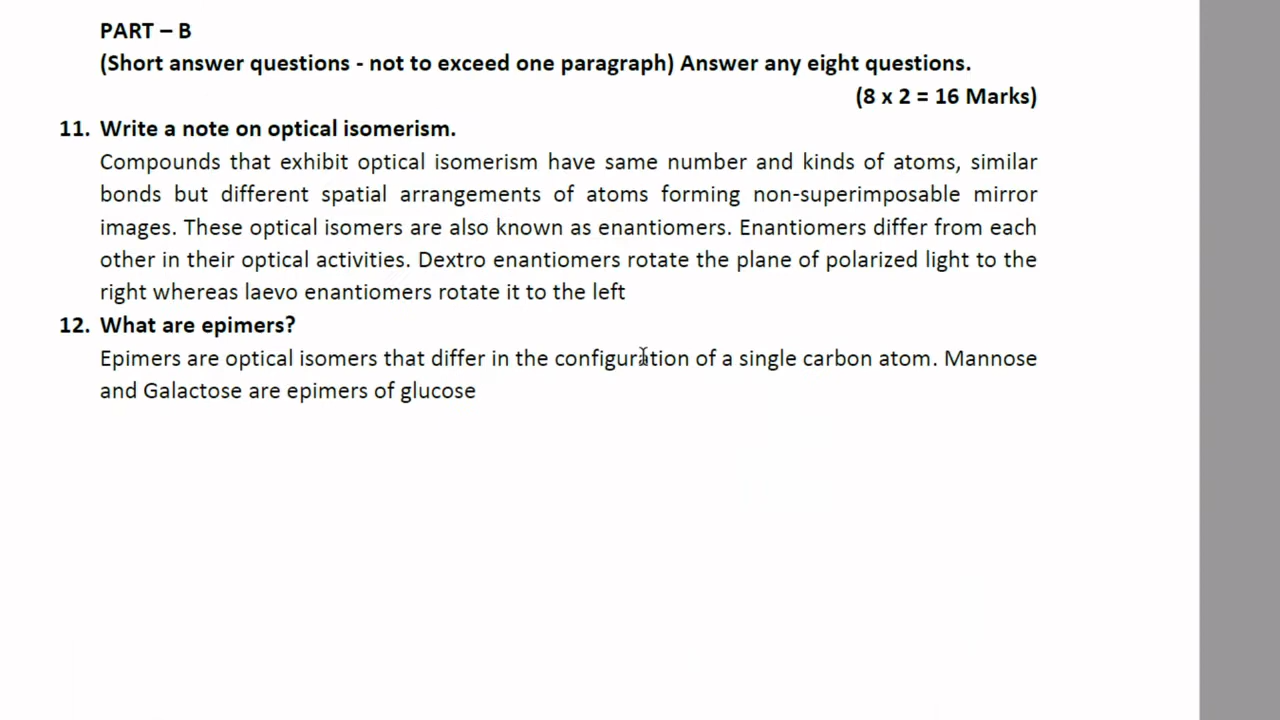 PART – B
(Short answer questions - not to exceed one paragraph) Answer any eight questions.
(8 x 2 = 16 Marks)
11. Write a note on optical isomerism.
Compounds that exhibit optical isomerism have same number and kinds of atoms, similar
bonds but different spatial arrangements of atoms forming non-superimposable mirror
images. These optical isomers are also known as enantiomers. Enantiomers differ from each
other in their optical activities. Dextro enantiomers rotate the plane of polarized light to the
right whereas laevo enantiomers rotate it to the left
12. What are epimers?
Epimers are optical isomers that differ in the configuration of a single carbon atom. Mannose
and Galactose are epimers of glucose